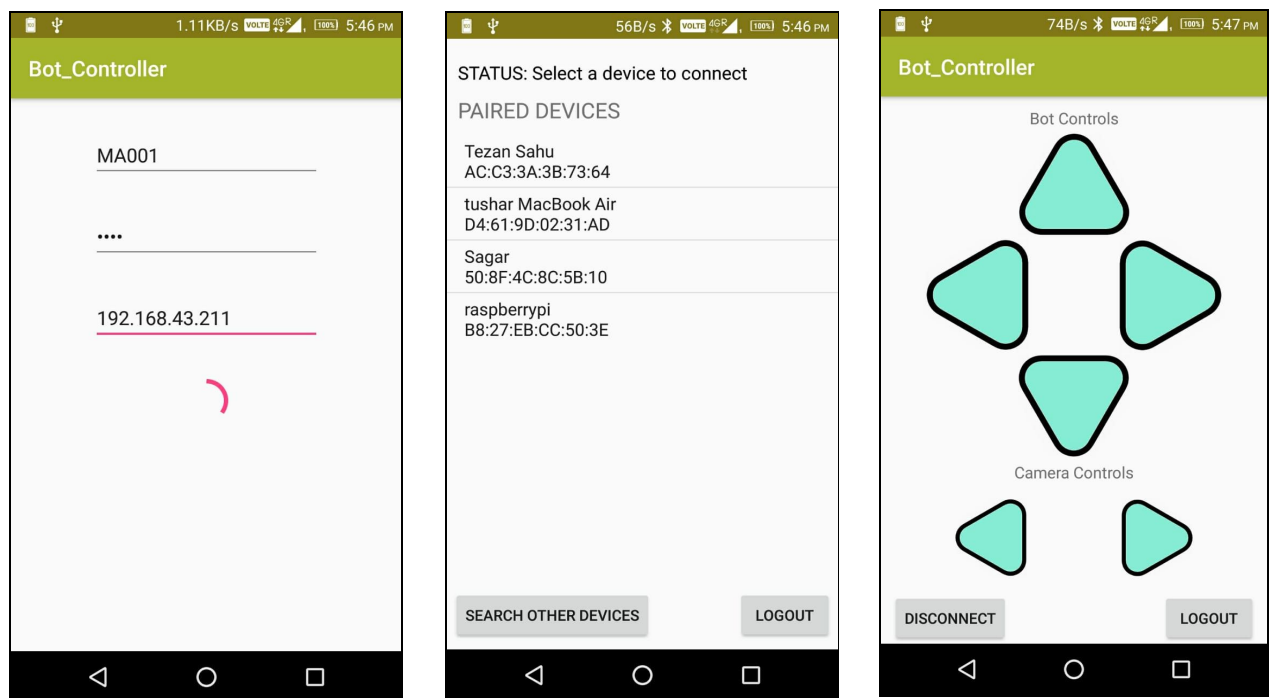 1.11KB/s VOLTE 4GR 100% 5:46 PM
Bot_Controller
MA001
••••
192.168.43.211
56B/s VOLTE 4GR 100% 5:46 PM
STATUS: Select a device to connect
PAIRED DEVICES
Tezan Sahu
AC:C3:3A:3B:73:64
tushar MacBook Air
D4:61:9D:02:31:AD
Sagar
50:8F:4C:8C:5B:10
raspberrypi
B8:27:EB:CC:50:3E
SEARCH OTHER DEVICES LOGOUT
74B/s VOLTE 4GR 100% 5:47 PM
Bot_Controller
Bot Controls
Camera Controls
DISCONNECT LOGOUT